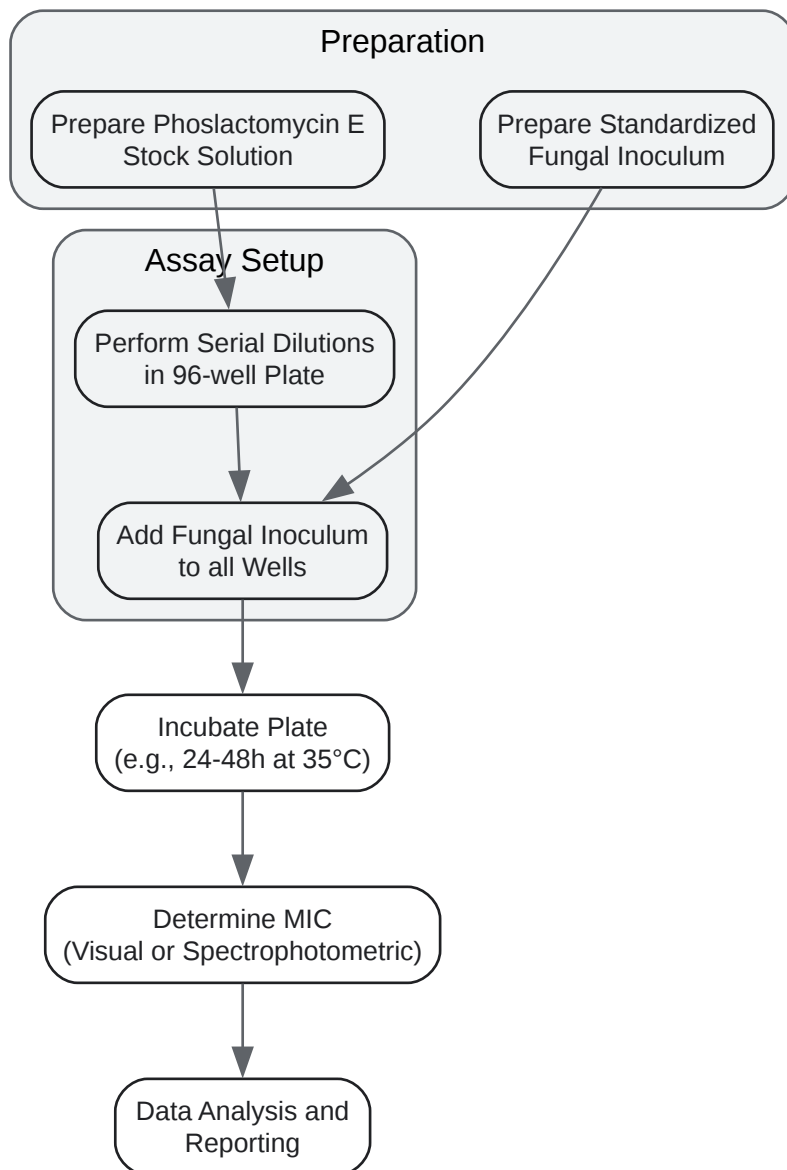 Preparation
Prepare Phoslactomycin E
Stock Solution
Prepare Standardized
Fungal Inoculum
Assay Setup
Perform Serial Dilutions
in 96-well Plate
Add Fungal Inoculum
to all Wells
Incubate Plate
(e.g., 24-48h at 35°C)
Determine MIC
(Visual or Spectrophotometric)
Data Analysis and
Reporting